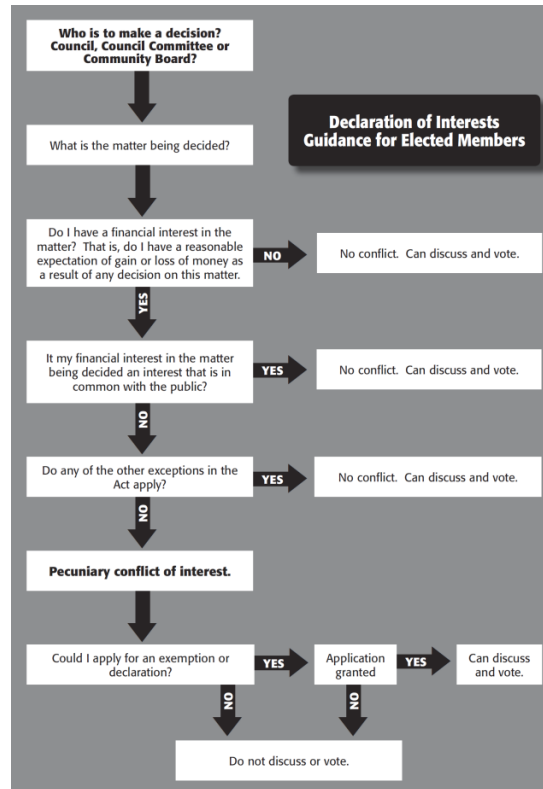 Who is to make a decision?
Council, Council Committee or
Community Board?
Declaration of Interests
Guidance for Elected Members
What is the matter being decided?
Do I have a financial interest in the
matter? That is, do I have a reasonable
expectation of gain or loss of money as
a result of any decision on this matter.
NO
No conflict. Can discuss and vote.
YES
It my financial interest in the matter
being decided an interest that is in
common with the public?
YES
No conflict. Can discuss and vote.
NO
Do any of the other exceptions in the
Act apply?
YES
No conflict. Can discuss and vote.
NO
Pecuniary conflict of interest.
Could I apply for an exemption or
declaration?
YES
Application
granted
YES
Can discuss
and vote.
NO
NO
Do not discuss or vote.